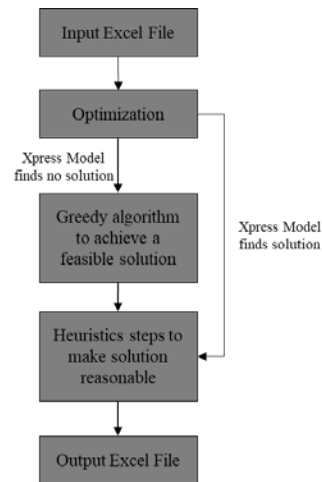 Input Excel File
Optimization
Xpress Model
finds no solution
Greedy algorithm
to achieve a
feasible solution
Xpress Model
finds solution
Heuristics steps to
make solution
reasonable
Output Excel File